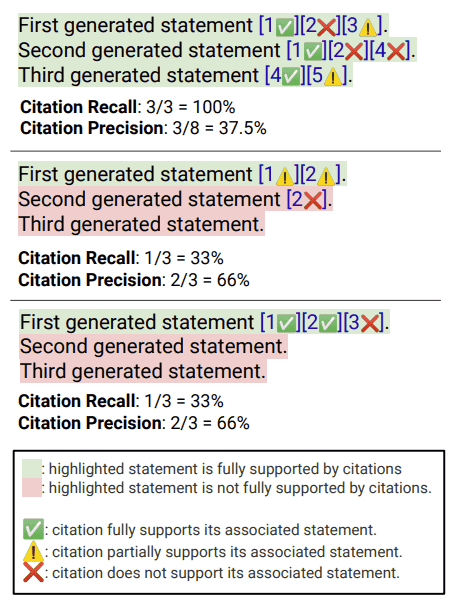 First generated statement [1✅][2❌][3⚠️].
Second generated statement [1✅][2❌][4❌].
Third generated statement [4✅][5⚠️].
Citation Recall: 3/3 = 100%
Citation Precision: 3/8 = 37.5%
First generated statement [1⚠️][2⚠️].
Second generated statement [2❌].
Third generated statement.
Citation Recall: 1/3 = 33%
Citation Precision: 2/3 = 66%
First generated statement [1✅][2✅][3❌].
Second generated statement.
Third generated statement.
Citation Recall: 1/3 = 33%
Citation Precision: 2/3 = 66%
: highlighted statement is fully supported by citations
: highlighted statement is not fully supported by citations.
✅: citation fully supports its associated statement.
⚠️: citation partially supports its associated statement.
❌: citation does not support its associated statement.